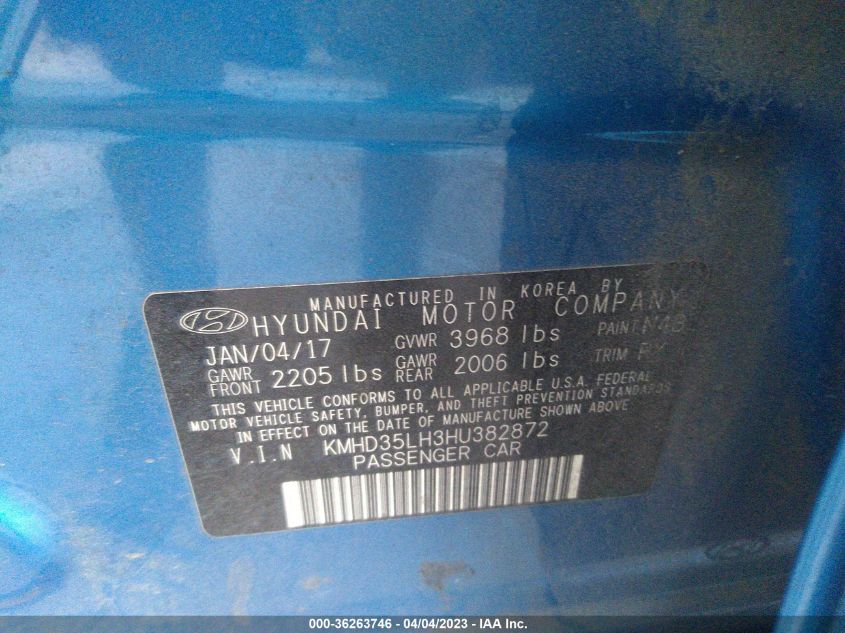 MANUFACTURED IN KOREA BY
HYUNDAI MOTOR COMPANY
JAN/04/17 GVWR 3968 lbs PAINT N4B
GAWR FRONT 2205 lbs GAWR REAR 2006 lbs TRIM
THIS VEHICLE CONFORMS TO ALL APPLICABLE U.S.A. FEDERAL
MOTOR VEHICLE SAFETY, BUMPER, AND THEFT PREVENTION STANDARDS
IN EFFECT ON THE DATE OF MANUFACTURE SHOWN ABOVE
V.I.N KMHD35LH3HU382872
PASSENGER CAR
000-36263746 - 04/04/2023 - IAA Inc.